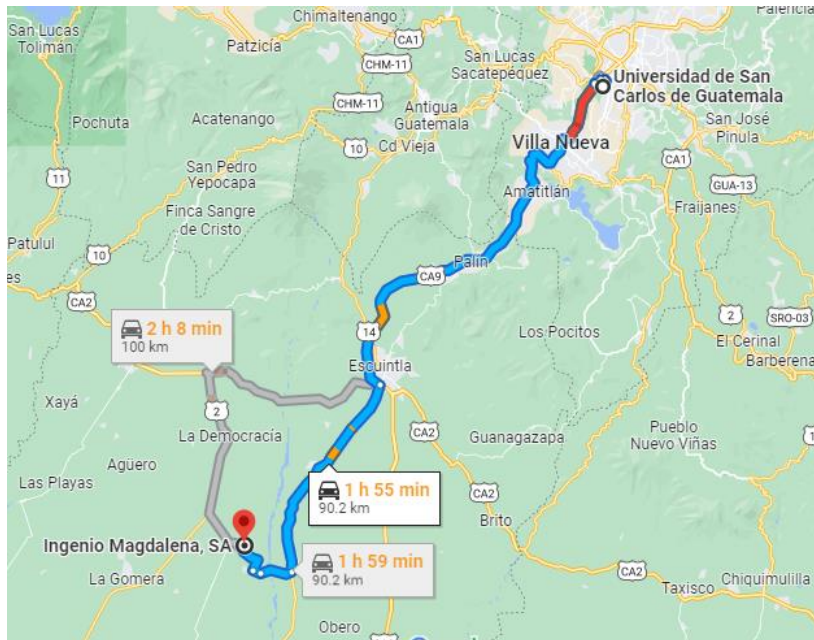 San Lucas
Tolimán
Chimaltenango
Patzicía
CA1
CHM-11
San Lucas
Sacatepéquez
Palencia
Universidad de San
Carlos de Guatemala
CHM-11
Pochuta
Acatenango
Antigua
Guatemala
Cd Vieja
10
Villa Nueva
San José
Pinula
CA1
11
San Pedro
Yepocapa
Amatitlán
GUA-13
Fraijanes
Finca Sangre
de Cristo
Patulul
10
Palín
CA9
CA2
2
SRO-03
2 h 8 min
100 km
14
Los Pocitos
El Cerinal
Barberena
Escuintla
Xayá
2
La Democracia
CA2
Guanagazapa
Pueblo
Nuevo Viñas
Agüero
Las Playas
1 h 55 min
90.2 km
CA2
Brito
Ingenio Magdalena, SA
1 h 59 min
90.2 km
La Gomera
CA2
Taxisco
Chiquimulilla
Obero